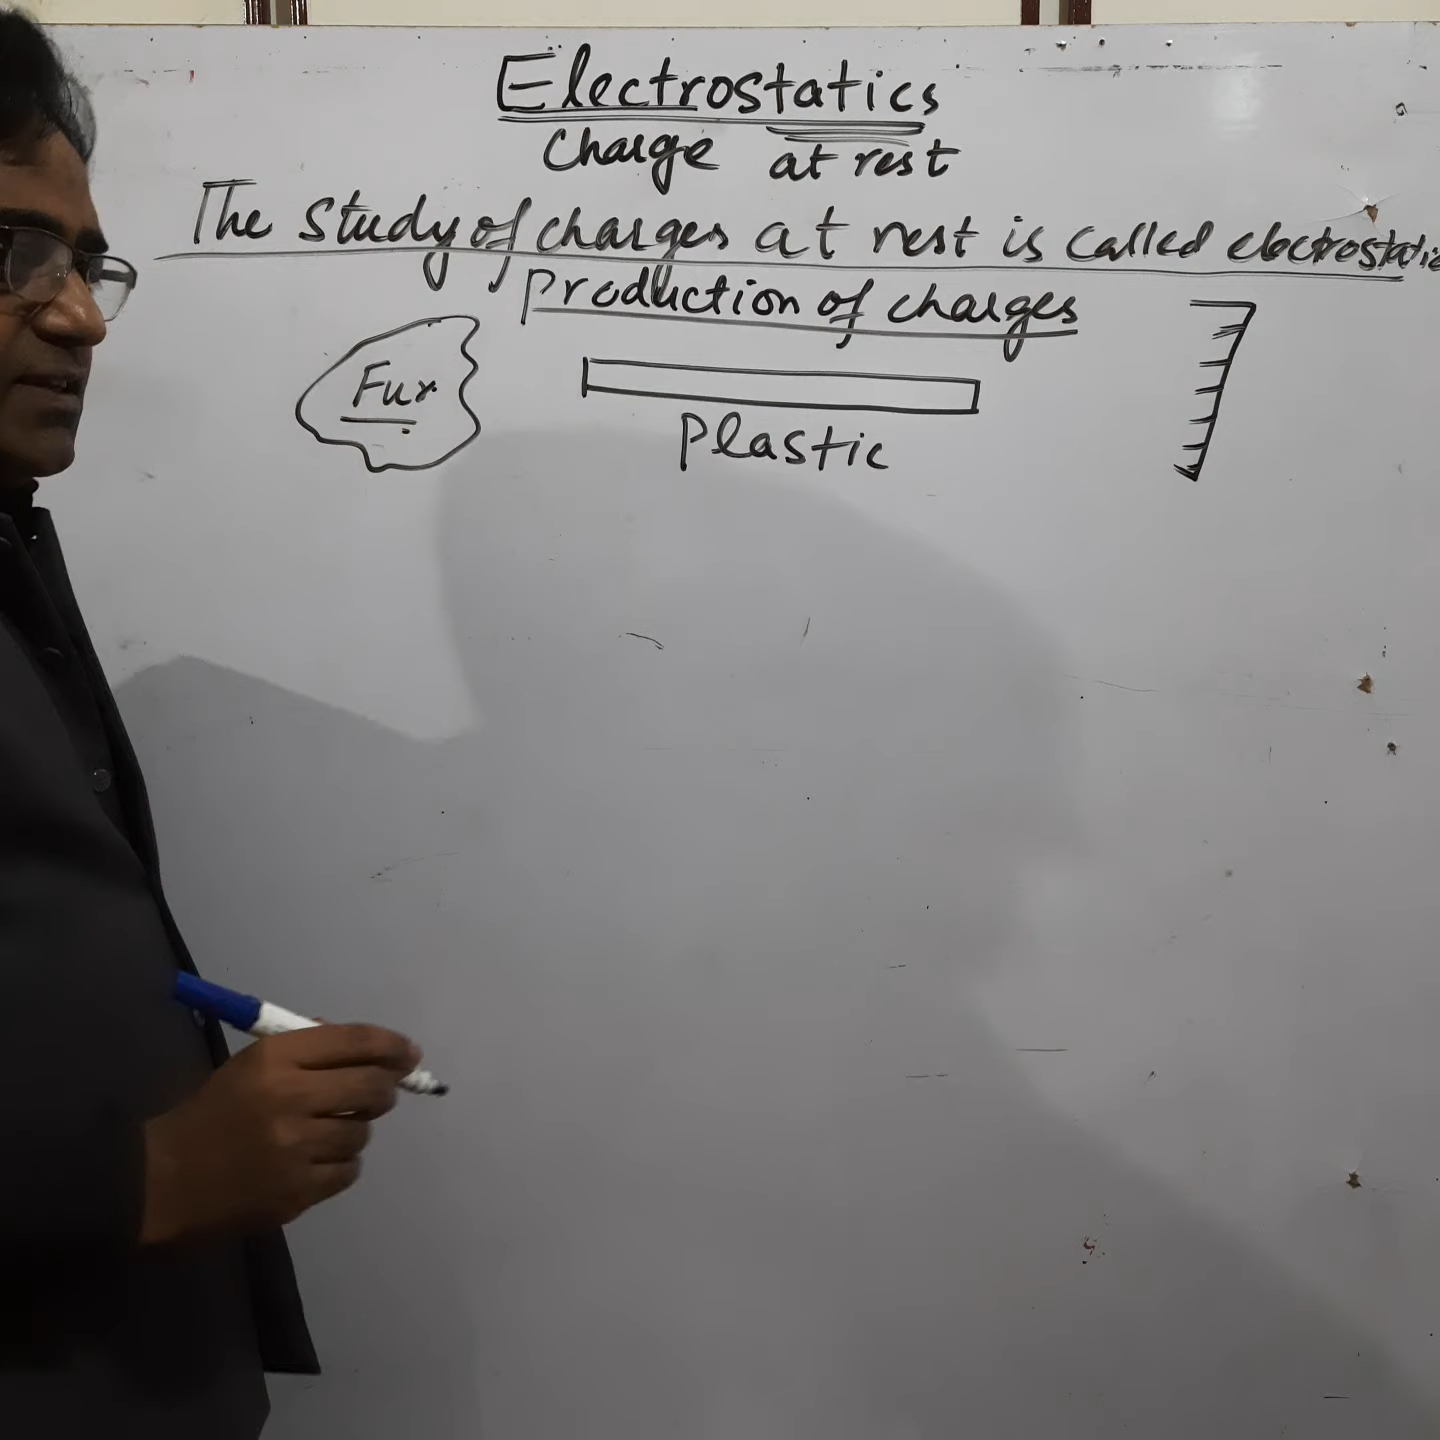 Electrostatics
Charge at rest
The study of charges at rest is called electrostatic
production of charges
Fur
Plastic